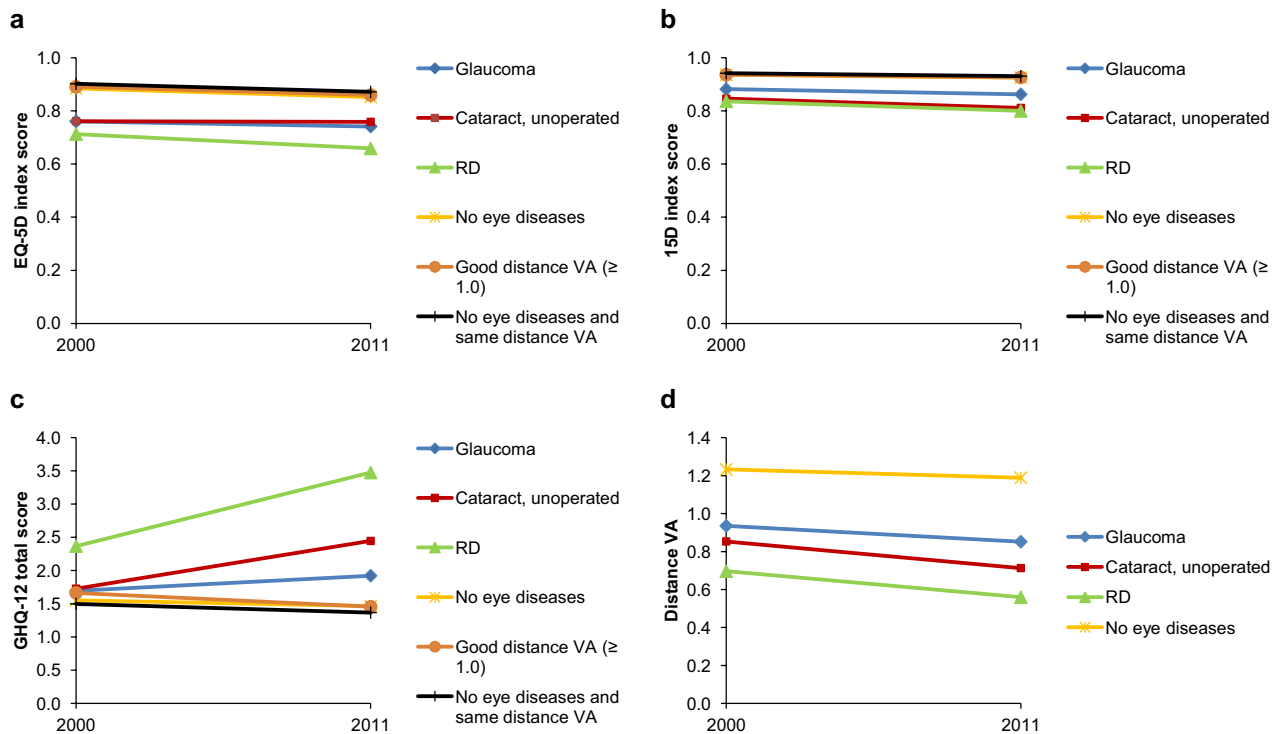 a
EQ-5D index score
1.0
0.8
0.6
0.4
0.2
0.0
2000
2011
Glaucoma
Cataract, unoperated
RD
No eye diseases
Good distance VA (≥
1.0)
No eye diseases and
same distance VA
b
15D index score
1.0
0.8
0.6
0.4
0.2
0.0
2000
2011
Glaucoma
Cataract, unoperated
RD
No eye diseases
Good distance VA (≥
1.0)
No eye diseases and
same distance VA
c
GHQ-12 total score
4.0
3.5
3.0
2.5
2.0
1.5
1.0
0.5
0.0
2000
2011
Glaucoma
Cataract, unoperated
RD
No eye diseases
Good distance VA (≥
1.0)
No eye diseases and
same distance VA
d
Distance VA
1.4
1.2
1.0
0.8
0.6
0.4
0.2
0.0
2000
2011
Glaucoma
Cataract, unoperated
RD
No eye diseases